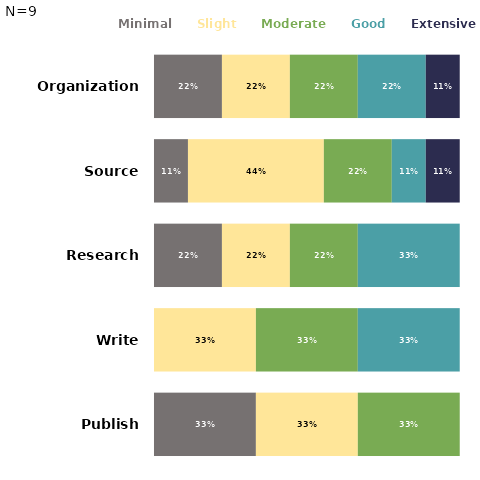 N=9
Minimal Slight Moderate Good Extensive
Organization 22% 22% 22% 22% 11%
Source 11% 44% 22% 11% 11%
Research 22% 22% 22% 33%
Write 33% 33% 33%
Publish 33% 33% 33%